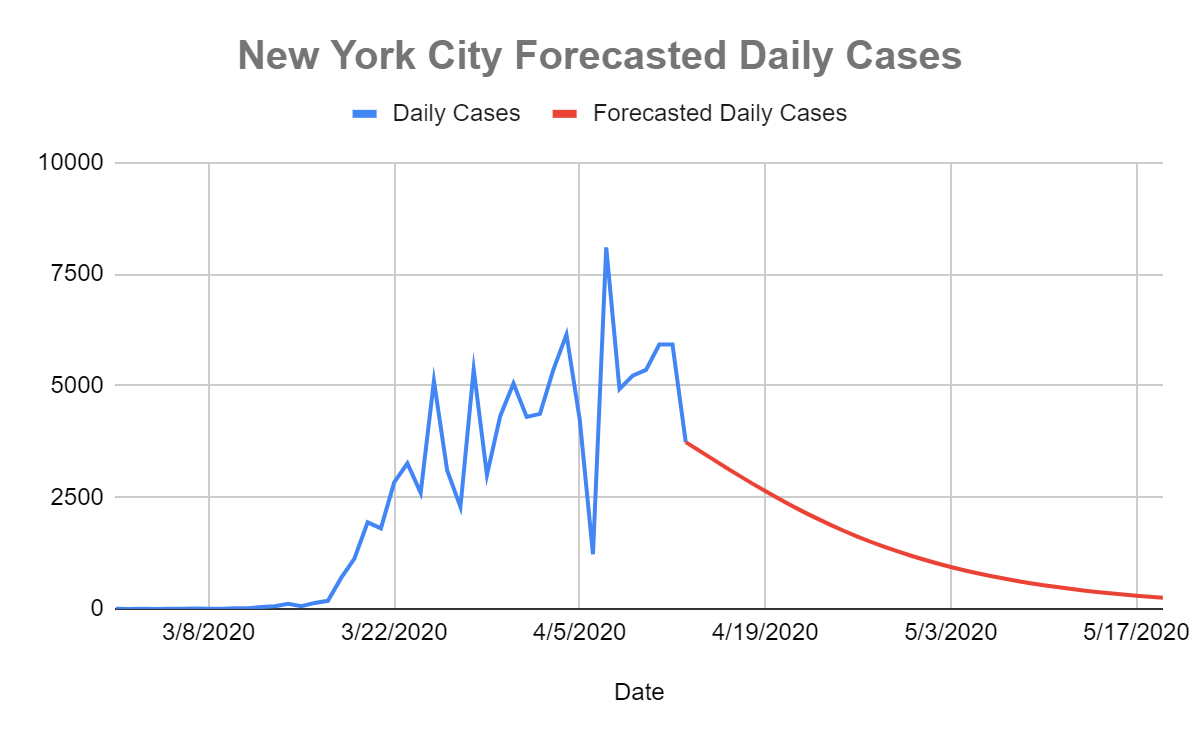 New York City Forecasted Daily Cases
Daily Cases Forecasted Daily Cases
10000
7500
5000
2500
0
3/8/2020 3/22/2020 4/5/2020 4/19/2020 5/3/2020 5/17/2020
Date